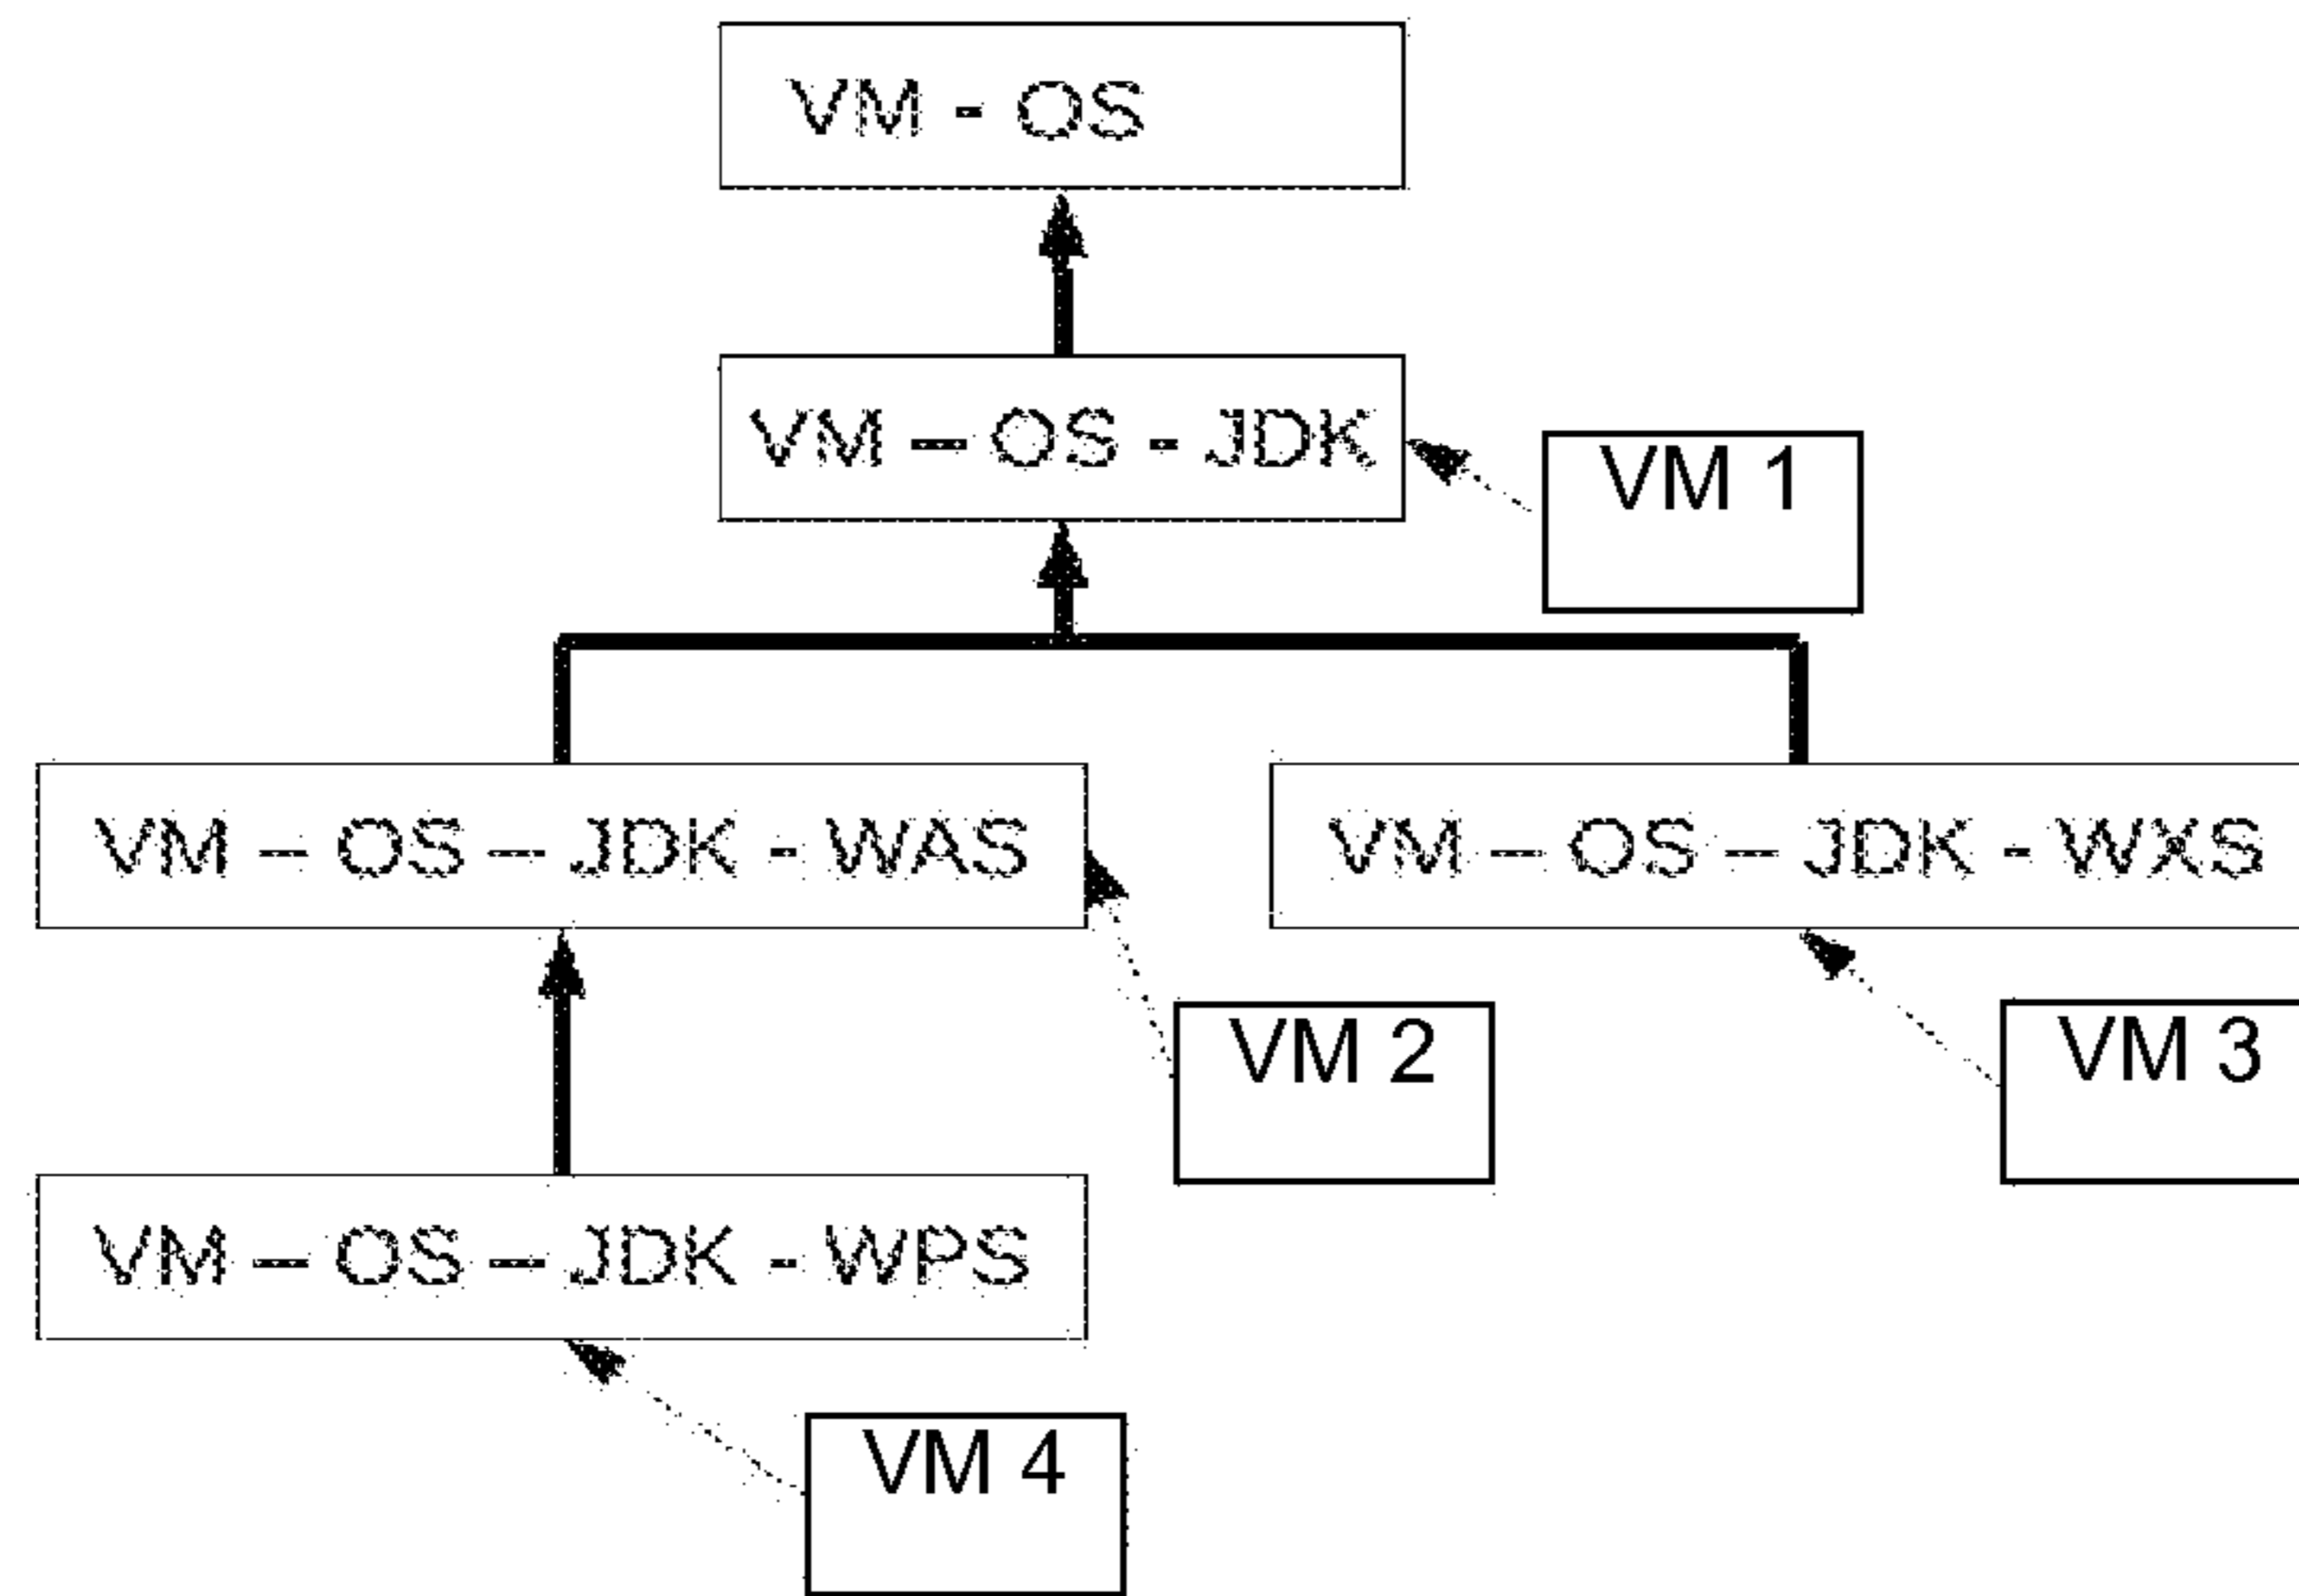 VM - OS
VM – OS - JDK
VM 1
VM – OS – JDK - WAS
VM – OS – JDK - WXS
VM 2
VM 3
VM – OS – JDK - WPS
VM 4